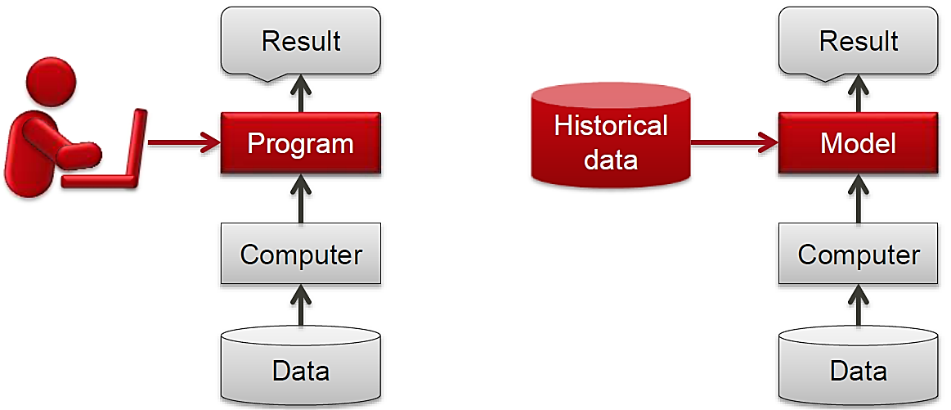 Result
Program
Computer
Data
Historical
data
Result
Model
Computer
Data